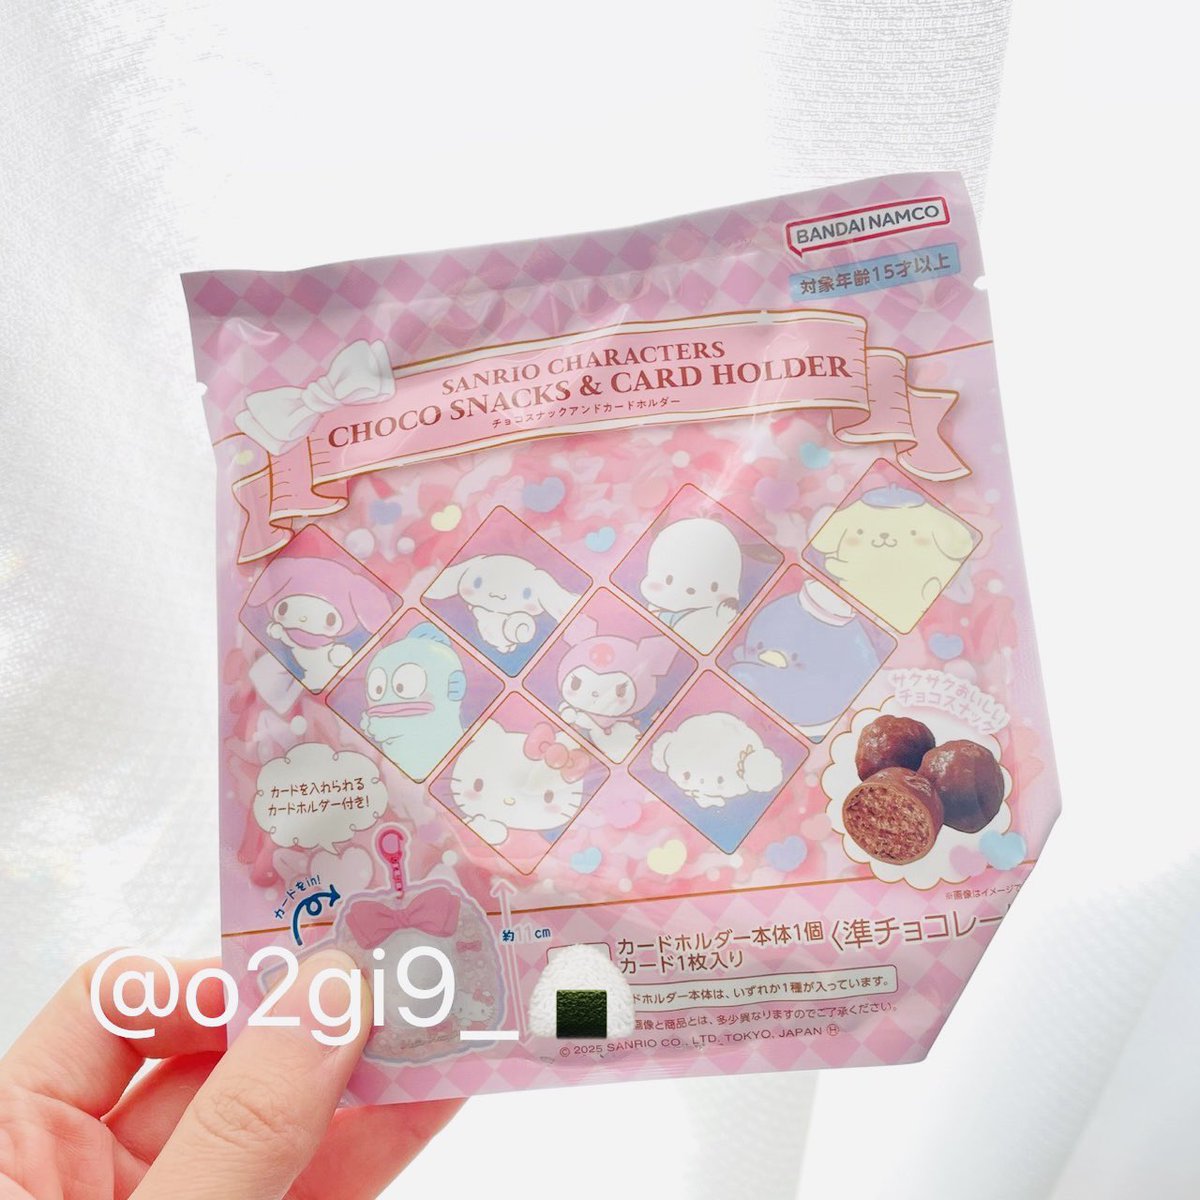 BANDAI NAMCO
対象年齢15才以上
SANRIO CHARACTERS
CHOCO SNACKS & CARD HOLDER
チョコスナックアンドカードホルダー
サクサクおいしい
チョコスナック
カードを入れられる
カードホルダー付き!
カードをin!
※画像はイメージで
約11cm
カードホルダー本体1個
カード1枚入り
〈準チョコレー
ドホルダー本体は、いずれか1種が入っています。
画像と商品とは、多少異なりますのでご了承ください。
© 2025 SANRIO CO., LTD. TOKYO, JAPAN Ⓗ
@o2gi9_